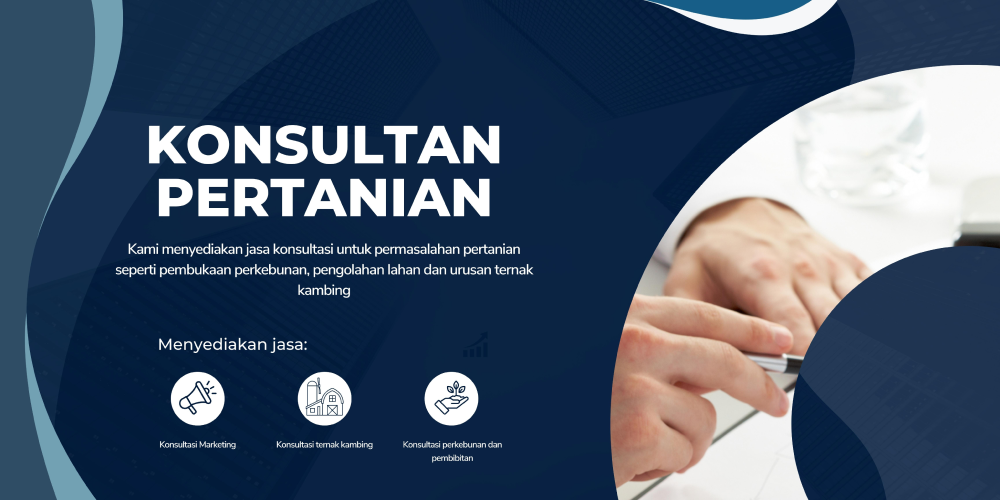 KONSULTAN
PERTANIAN
Kami menyediakan jasa konsultasi untuk permasalahan pertanian
seperti pembukaan perkebunan, pengolahan lahan dan urusan ternak
kambing
Menyediakan jasa:
Konsultasi Marketing
Konsultasi ternak kambing
Konsultasi perkebunan dan
pembibitan